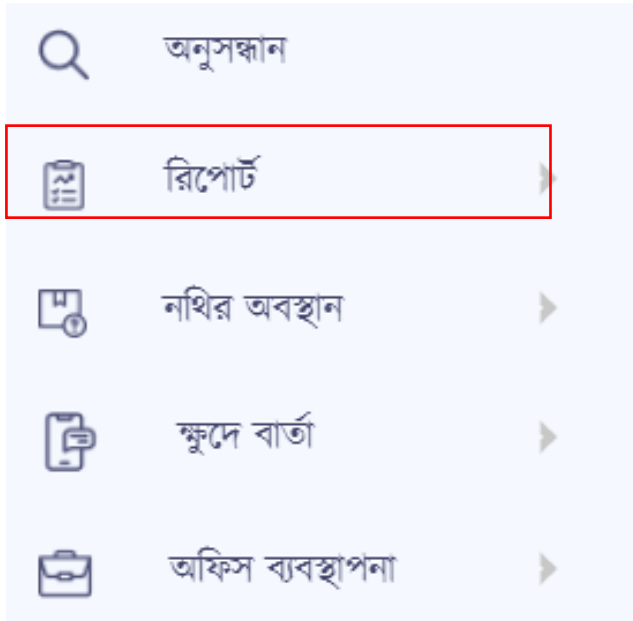 অনুসন্ধান
রিপোর্ট
নথির অবস্থান
ক্ষুদে বার্তা
অফিস ব্যবস্থাপনা